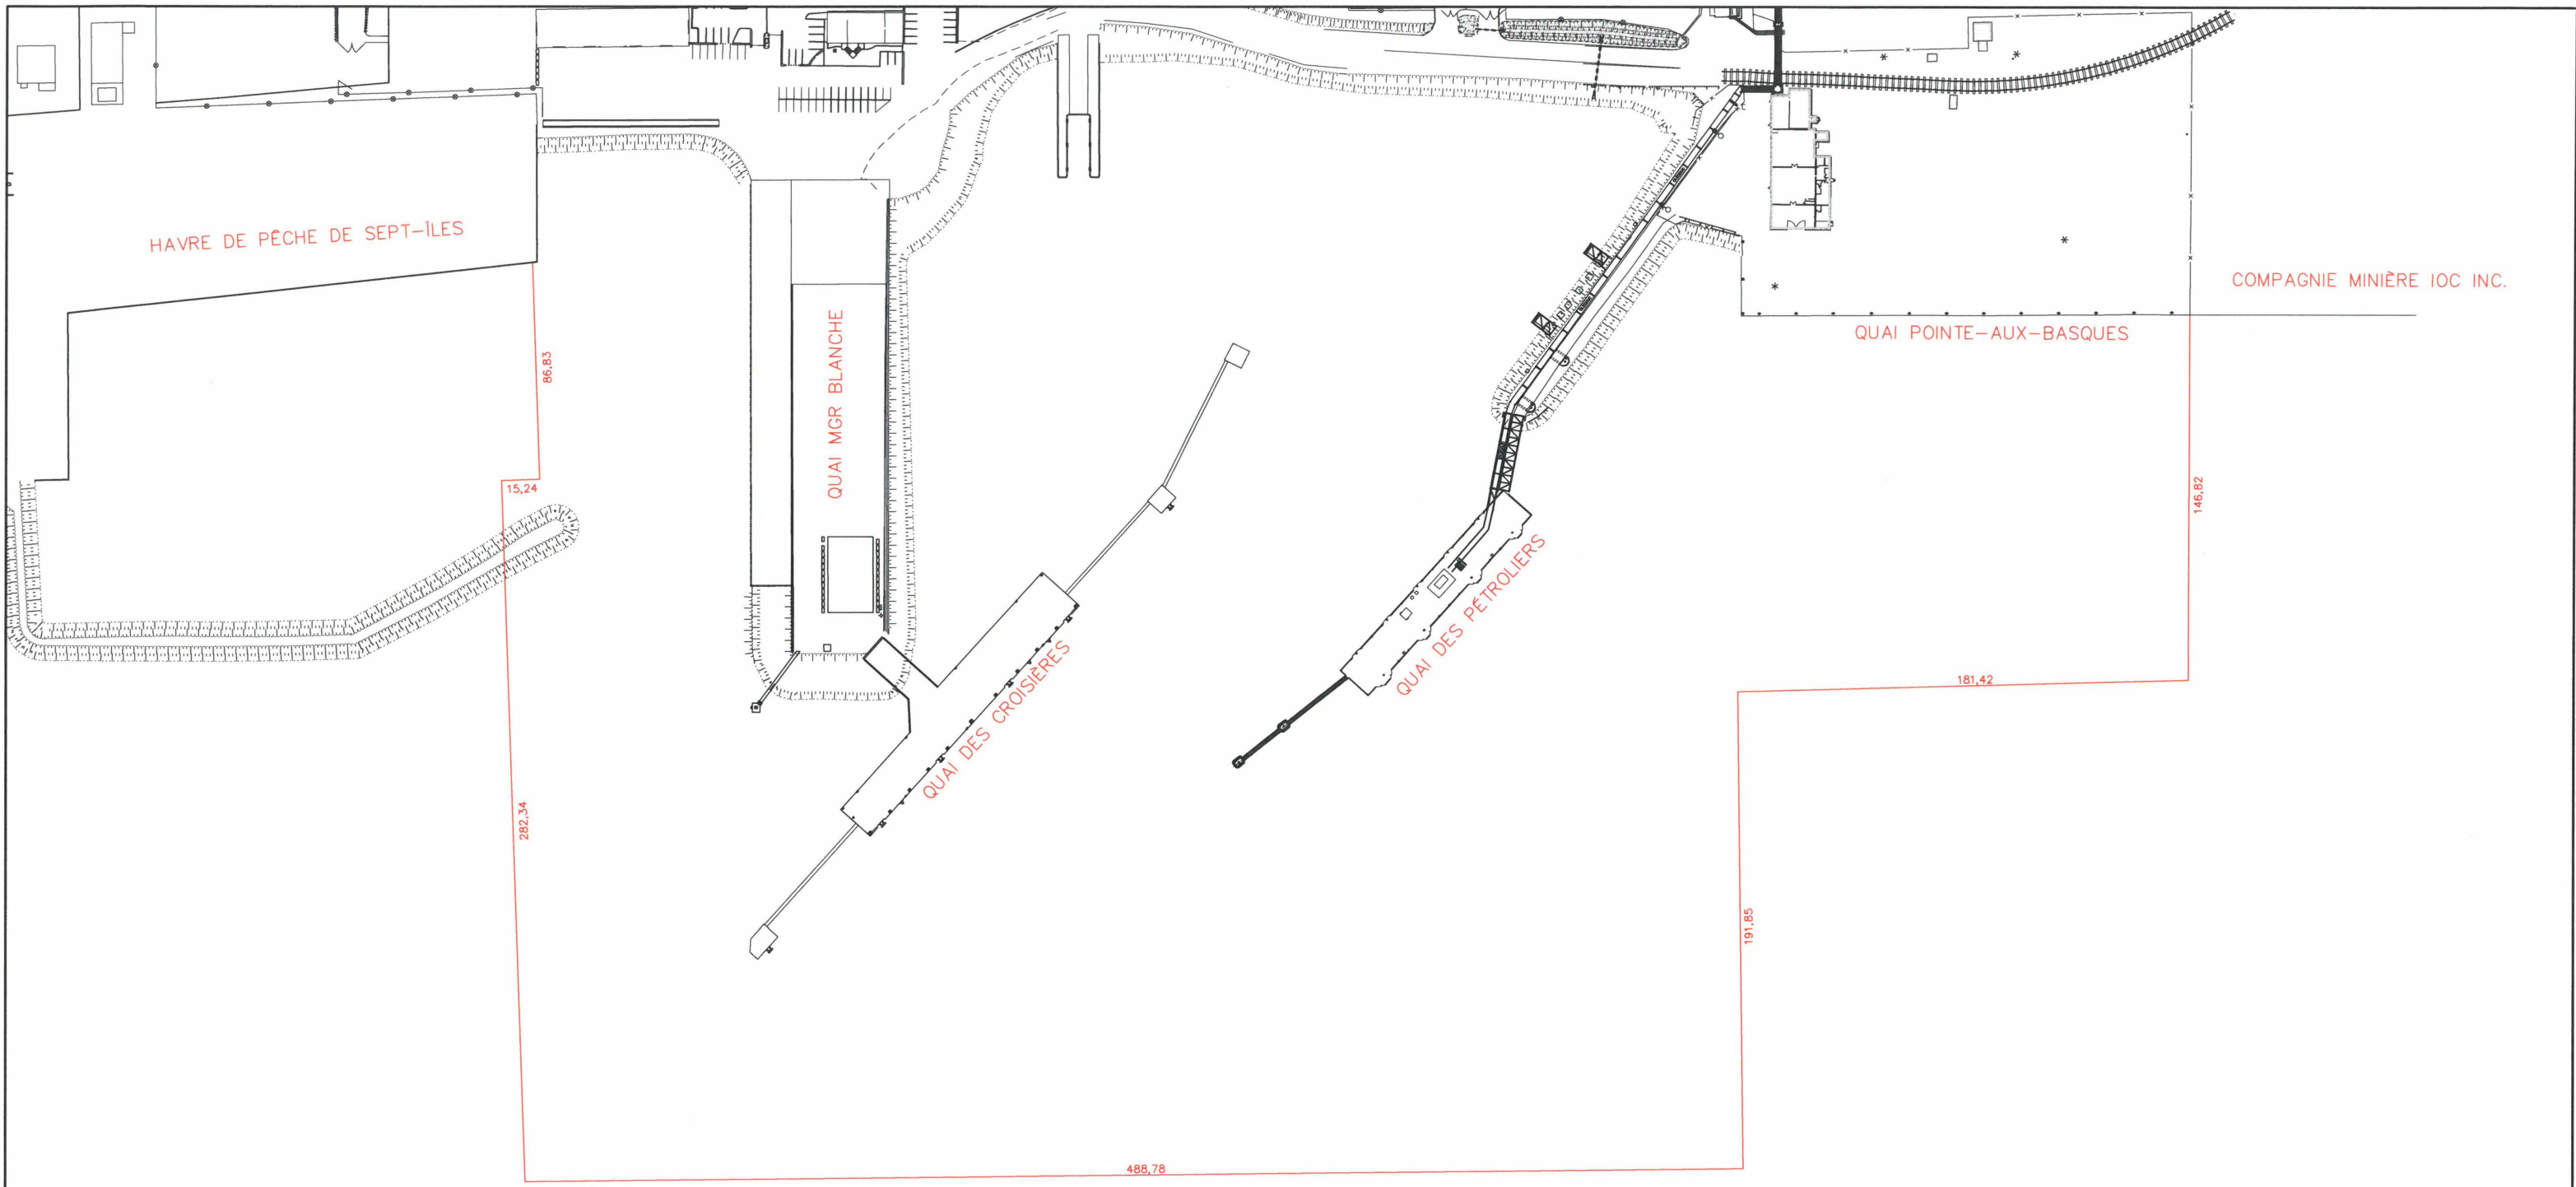 HAVRE DE PÊCHE DE SEPT-ÎLES
COMPAGNIE MINIÈRE IOC INC.
QUAI POINTE-AUX-BASQUES
QUAI MGR BLANCHE
86,83
15,24
146,82
QUAI DES PÉTROLIERS
QUAI DES CROISIÈRES
181,42
282,34
191,85
488,78